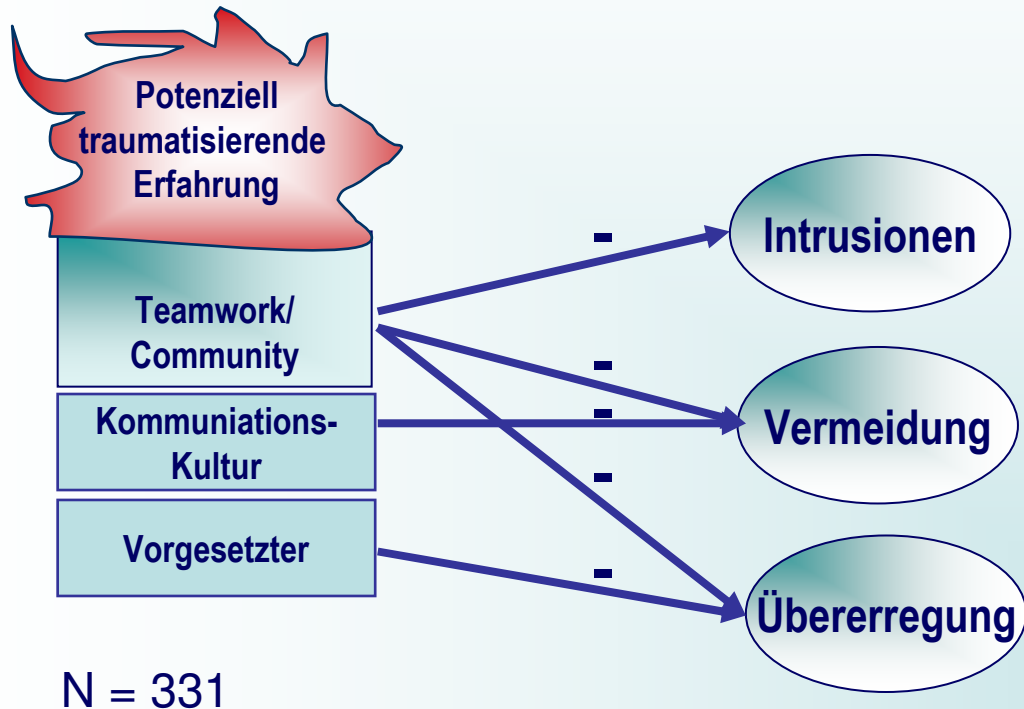 Potenziell
traumatisierende
Erfahrung
Teamwork/
Community
Kommuniations-
Kultur
Vorgesetzter
-
-
-
-
-
Intrusionen
Vermeidung
Übererregung
N = 331